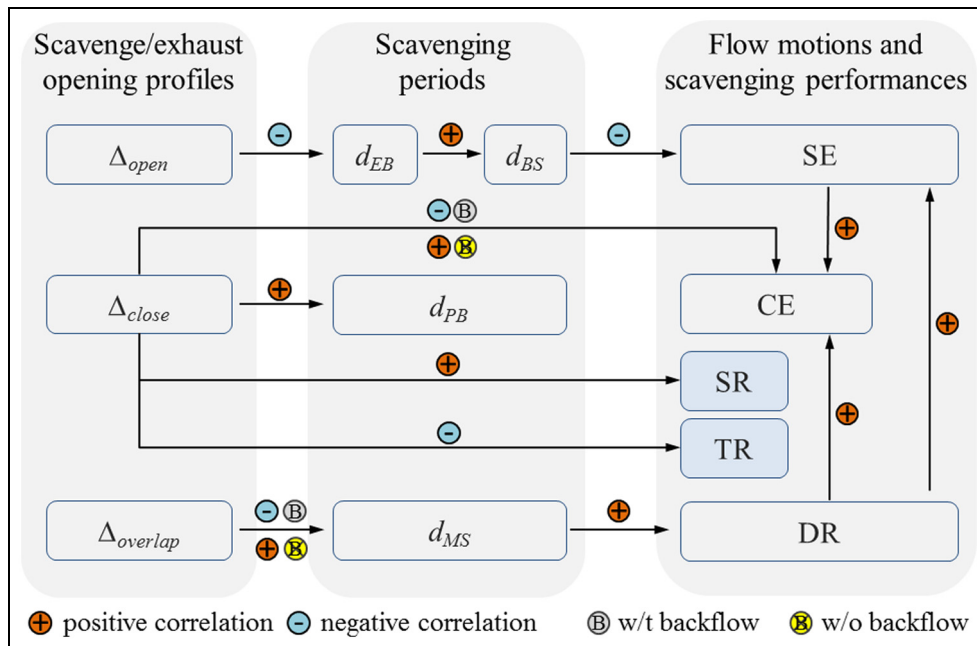 Scavenge/exhaust
opening profiles
Scavenging
periods
Flow motions and
scavenging performances
Δopen
-
dEB
+
dBS
-
SE
- B
+ B
+
Δclose
+
dPB
CE
+
+
SR
+
-
TR
Δoverlap
- B
+ B
dMS
+
DR
+ positive correlation
- negative correlation
B w/t backflow
B w/o backflow